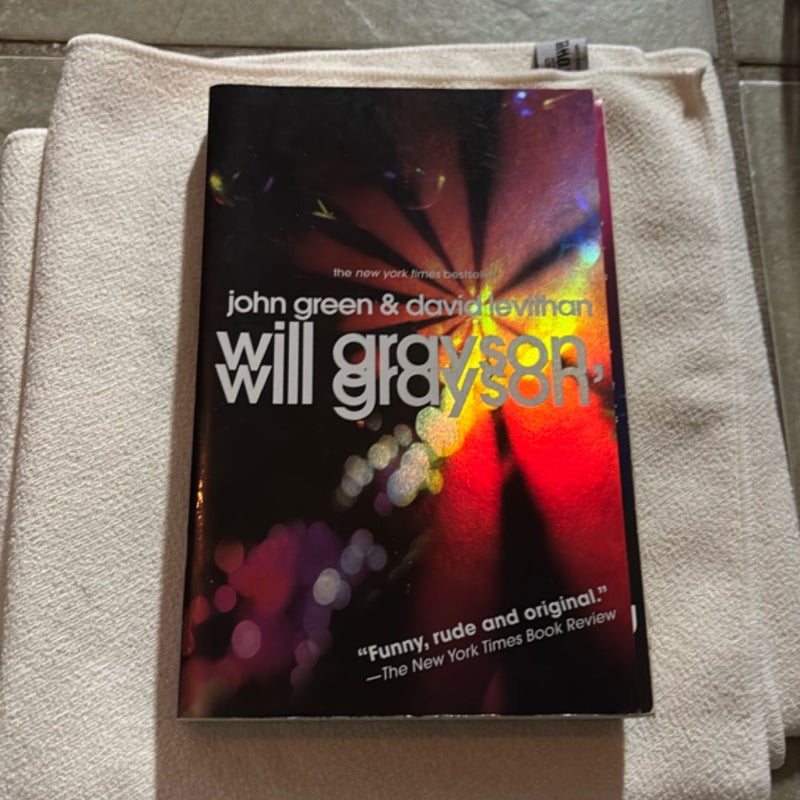 the new york times bestseller
john green & david levithan
will grayson,
will grayson
“Funny, rude and original.”
—The New York Times Book Review